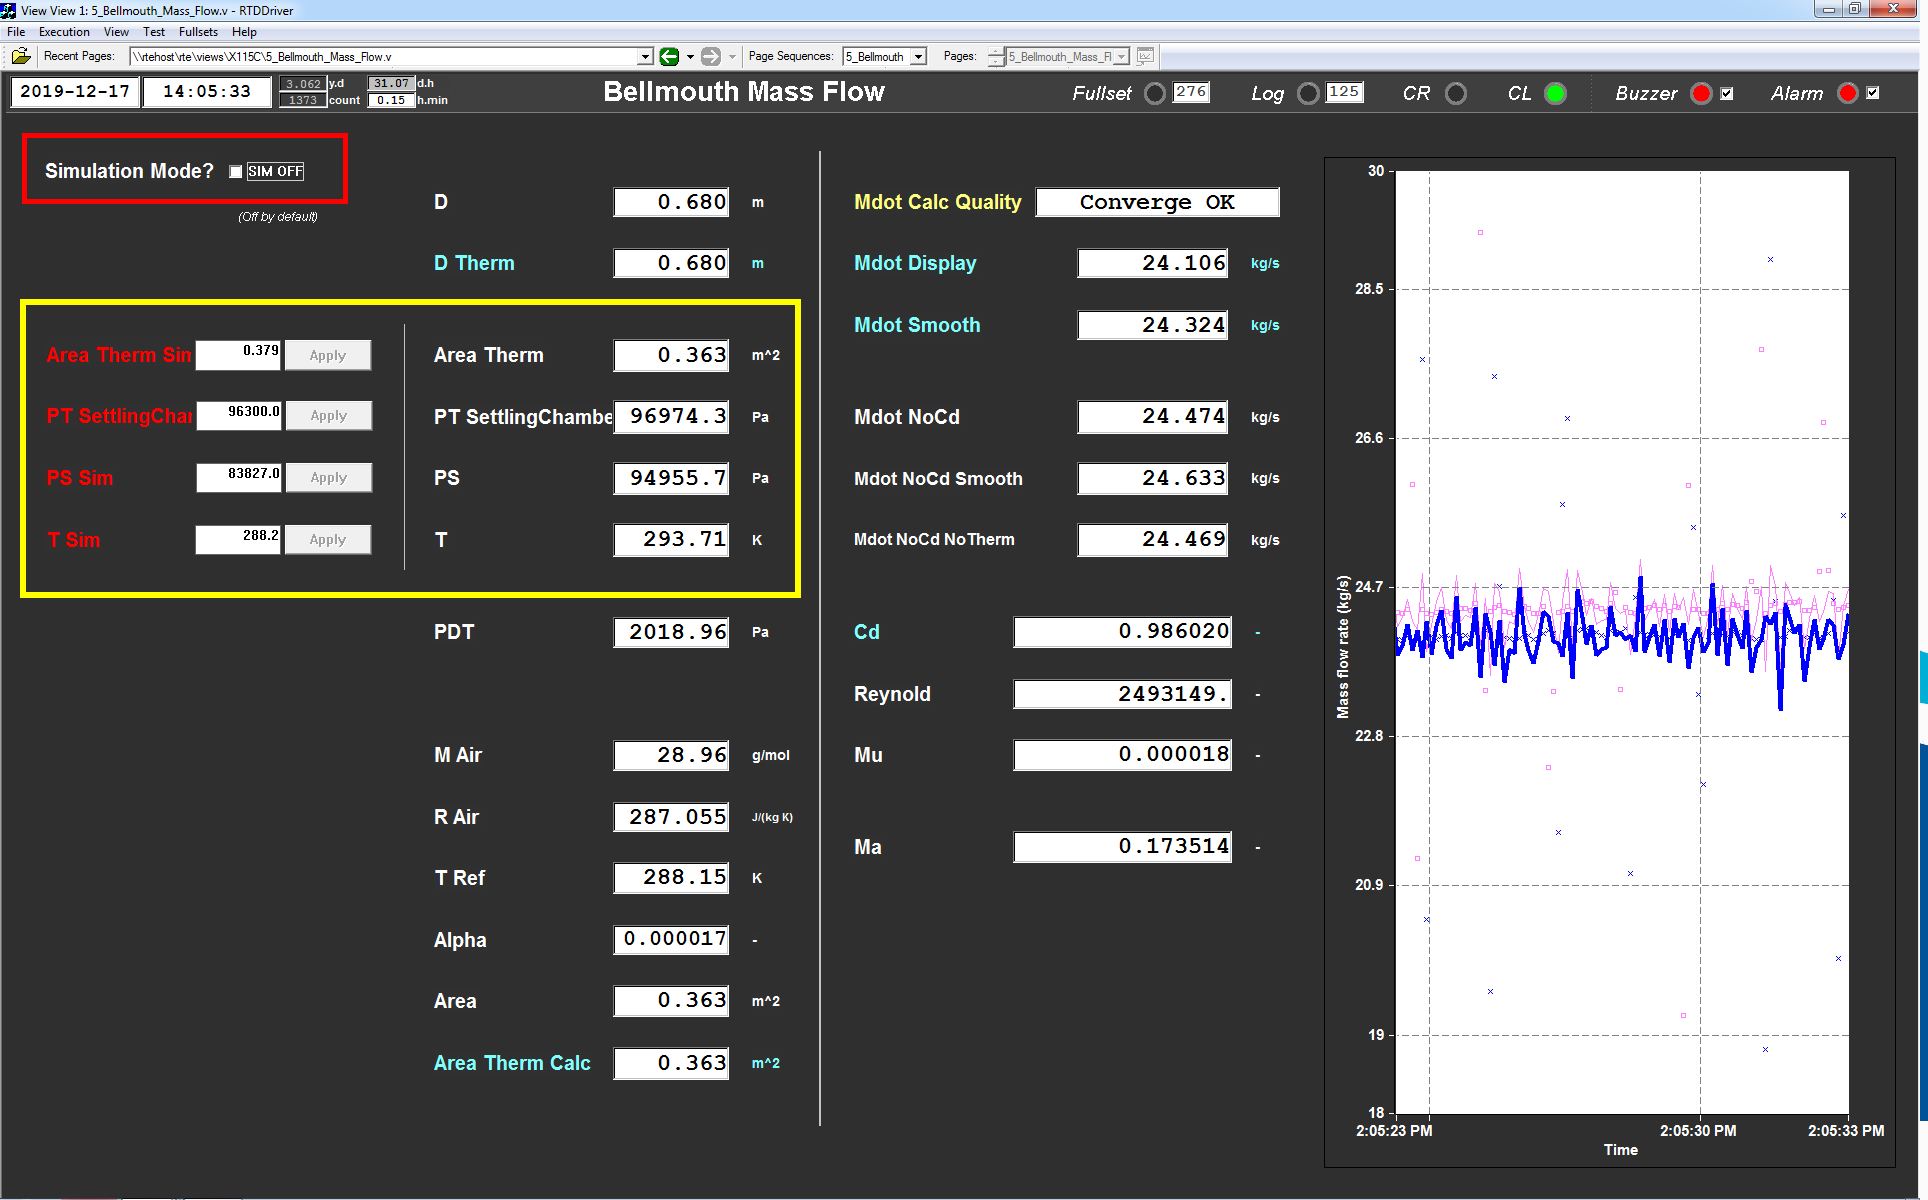 View View 1: 5_Bellmouth_Mass_Flow.v - RTDDriver
File Execution View Test Fullsets Help
Recent Pages: \\rtehost\rte\views\X115C\5_Bellmouth_Mass_Flow.v Page Sequences: 5_Bellmouth Pages: 5_Bellmouth_Mass_Fl
2019-12-17 14:05:33 3.062 y.d 31.07 d.h
1373 count 0.15 h.min
Bellmouth Mass Flow
Fullset 276 Log 125 CR CL Buzzer Alarm
Simulation Mode? SIM OFF
(Off by default)
D 0.680 m
D Therm 0.680 m
Area Therm Sim 0.379 Apply
Area Therm 0.363 m^2
PT SettlingChar 96300.0 Apply
PT SettlingChambe 96974.3 Pa
PS Sim 83827.0 Apply
PS 94955.7 Pa
T Sim 288.2 Apply
T 293.71 K
PDT 2018.96 Pa
M Air 28.96 g/mol
R Air 287.055 J/(kg K)
T Ref 288.15 K
Alpha 0.000017 -
Area 0.363 m^2
Area Therm Calc 0.363 m^2
Mdot Calc Quality Converge OK
Mdot Display 24.106 kg/s
Mdot Smooth 24.324 kg/s
Mdot NoCd 24.474 kg/s
Mdot NoCd Smooth 24.633 kg/s
Mdot NoCd NoTherm 24.469 kg/s
Cd 0.986020 -
Reynold 2493149. -
Mu 0.000018 -
Ma 0.173514 -
30
28.5
26.6
24.7
22.8
20.9
19
18
Mass flow rate (kg/s)
2:05:23 PM 2:05:30 PM 2:05:33 PM
Time